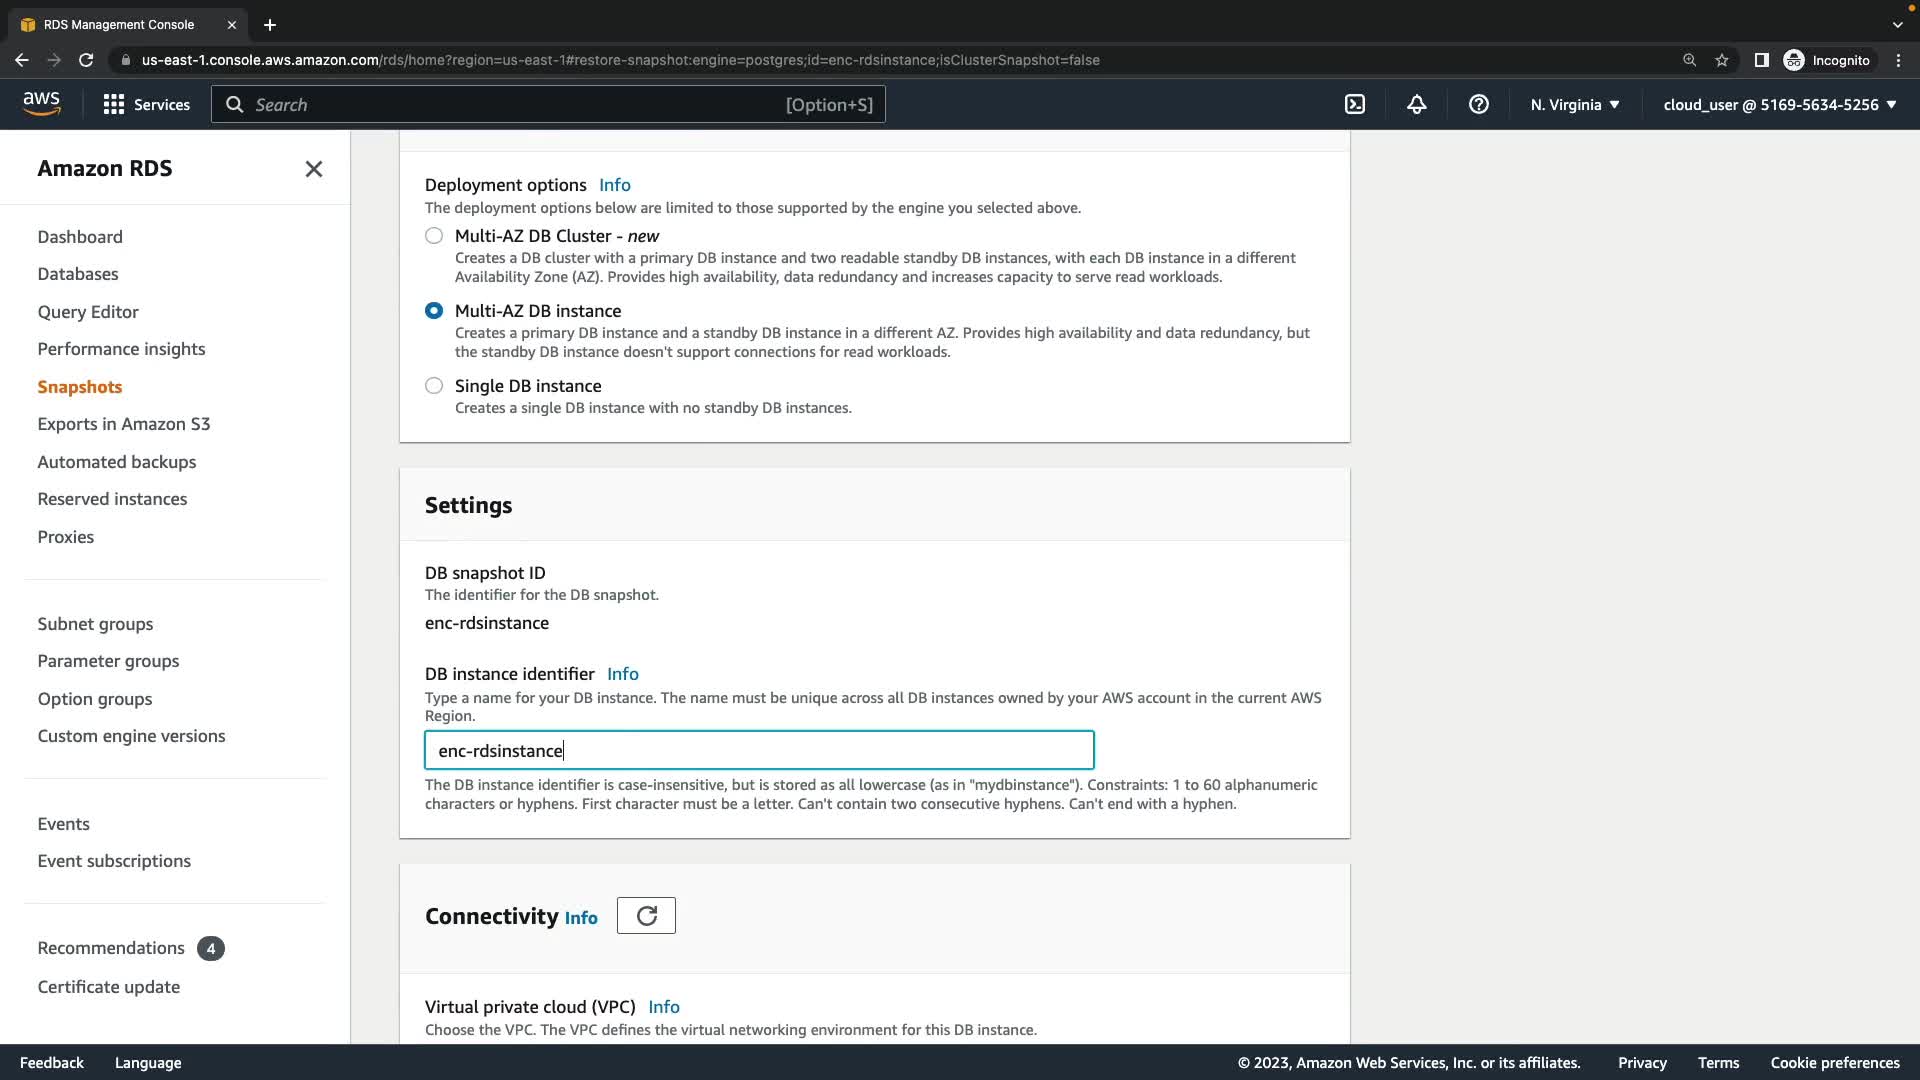 RDS Management Console
us-east-1.console.aws.amazon.com/rds/home?region=us-east-1#restore-snapshot:engine=postgres;id=enc-rdsinstance;isClusterSnapshot=false
Incognito
aws
Services
Search
[Option+S]
N. Virginia
cloud_user @ 5169-5634-5256
Amazon RDS
Dashboard
Databases
Query Editor
Performance insights
Snapshots
Exports in Amazon S3
Automated backups
Reserved instances
Proxies
Subnet groups
Parameter groups
Option groups
Custom engine versions
Events
Event subscriptions
Recommendations 4
Certificate update
Deployment options Info
The deployment options below are limited to those supported by the engine you selected above.
Multi-AZ DB Cluster - new
Creates a DB cluster with a primary DB instance and two readable standby DB instances, with each DB instance in a different
Availability Zone (AZ). Provides high availability, data redundancy and increases capacity to serve read workloads.
Multi-AZ DB instance
Creates a primary DB instance and a standby DB instance in a different AZ. Provides high availability and data redundancy, but
the standby DB instance doesn't support connections for read workloads.
Single DB instance
Creates a single DB instance with no standby DB instances.
Settings
DB snapshot ID
The identifier for the DB snapshot.
enc-rdsinstance
DB instance identifier Info
Type a name for your DB instance. The name must be unique across all DB instances owned by your AWS account in the current AWS
Region.
enc-rdsinstance
The DB instance identifier is case-insensitive, but is stored as all lowercase (as in "mydbinstance"). Constraints: 1 to 60 alphanumeric
characters or hyphens. First character must be a letter. Can't contain two consecutive hyphens. Can't end with a hyphen.
Connectivity Info
Virtual private cloud (VPC) Info
Choose the VPC. The VPC defines the virtual networking environment for this DB instance.
Feedback
Language
© 2023, Amazon Web Services, Inc. or its affiliates.
Privacy
Terms
Cookie preferences